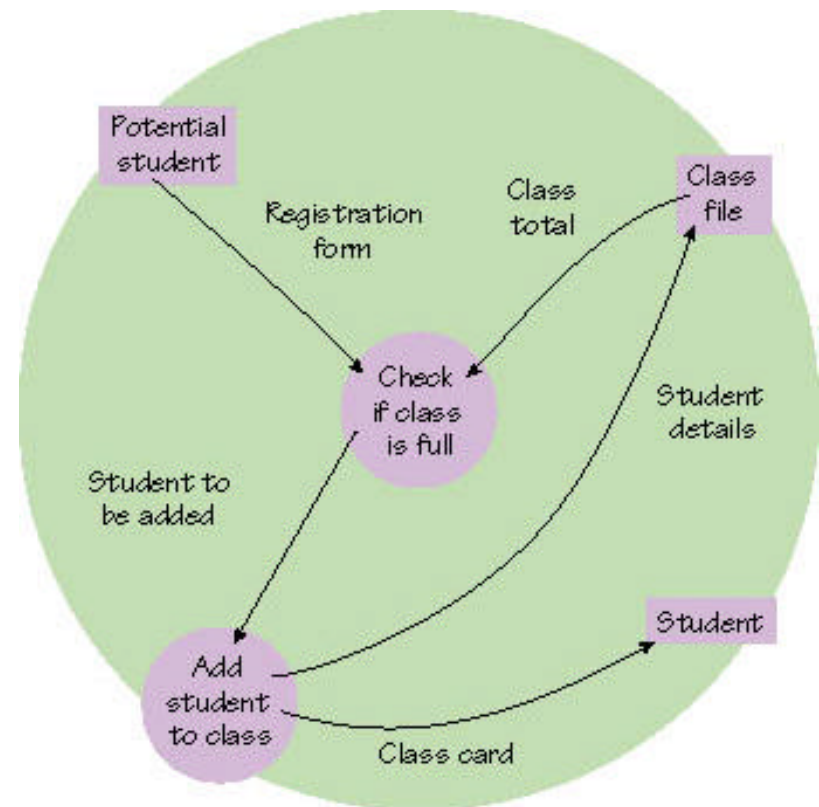 Potential
student
Registration
form
Class
total
Class
file
Check
if class
is full
Student
details
Student to
be added
Student
Add
student
to class
Class card